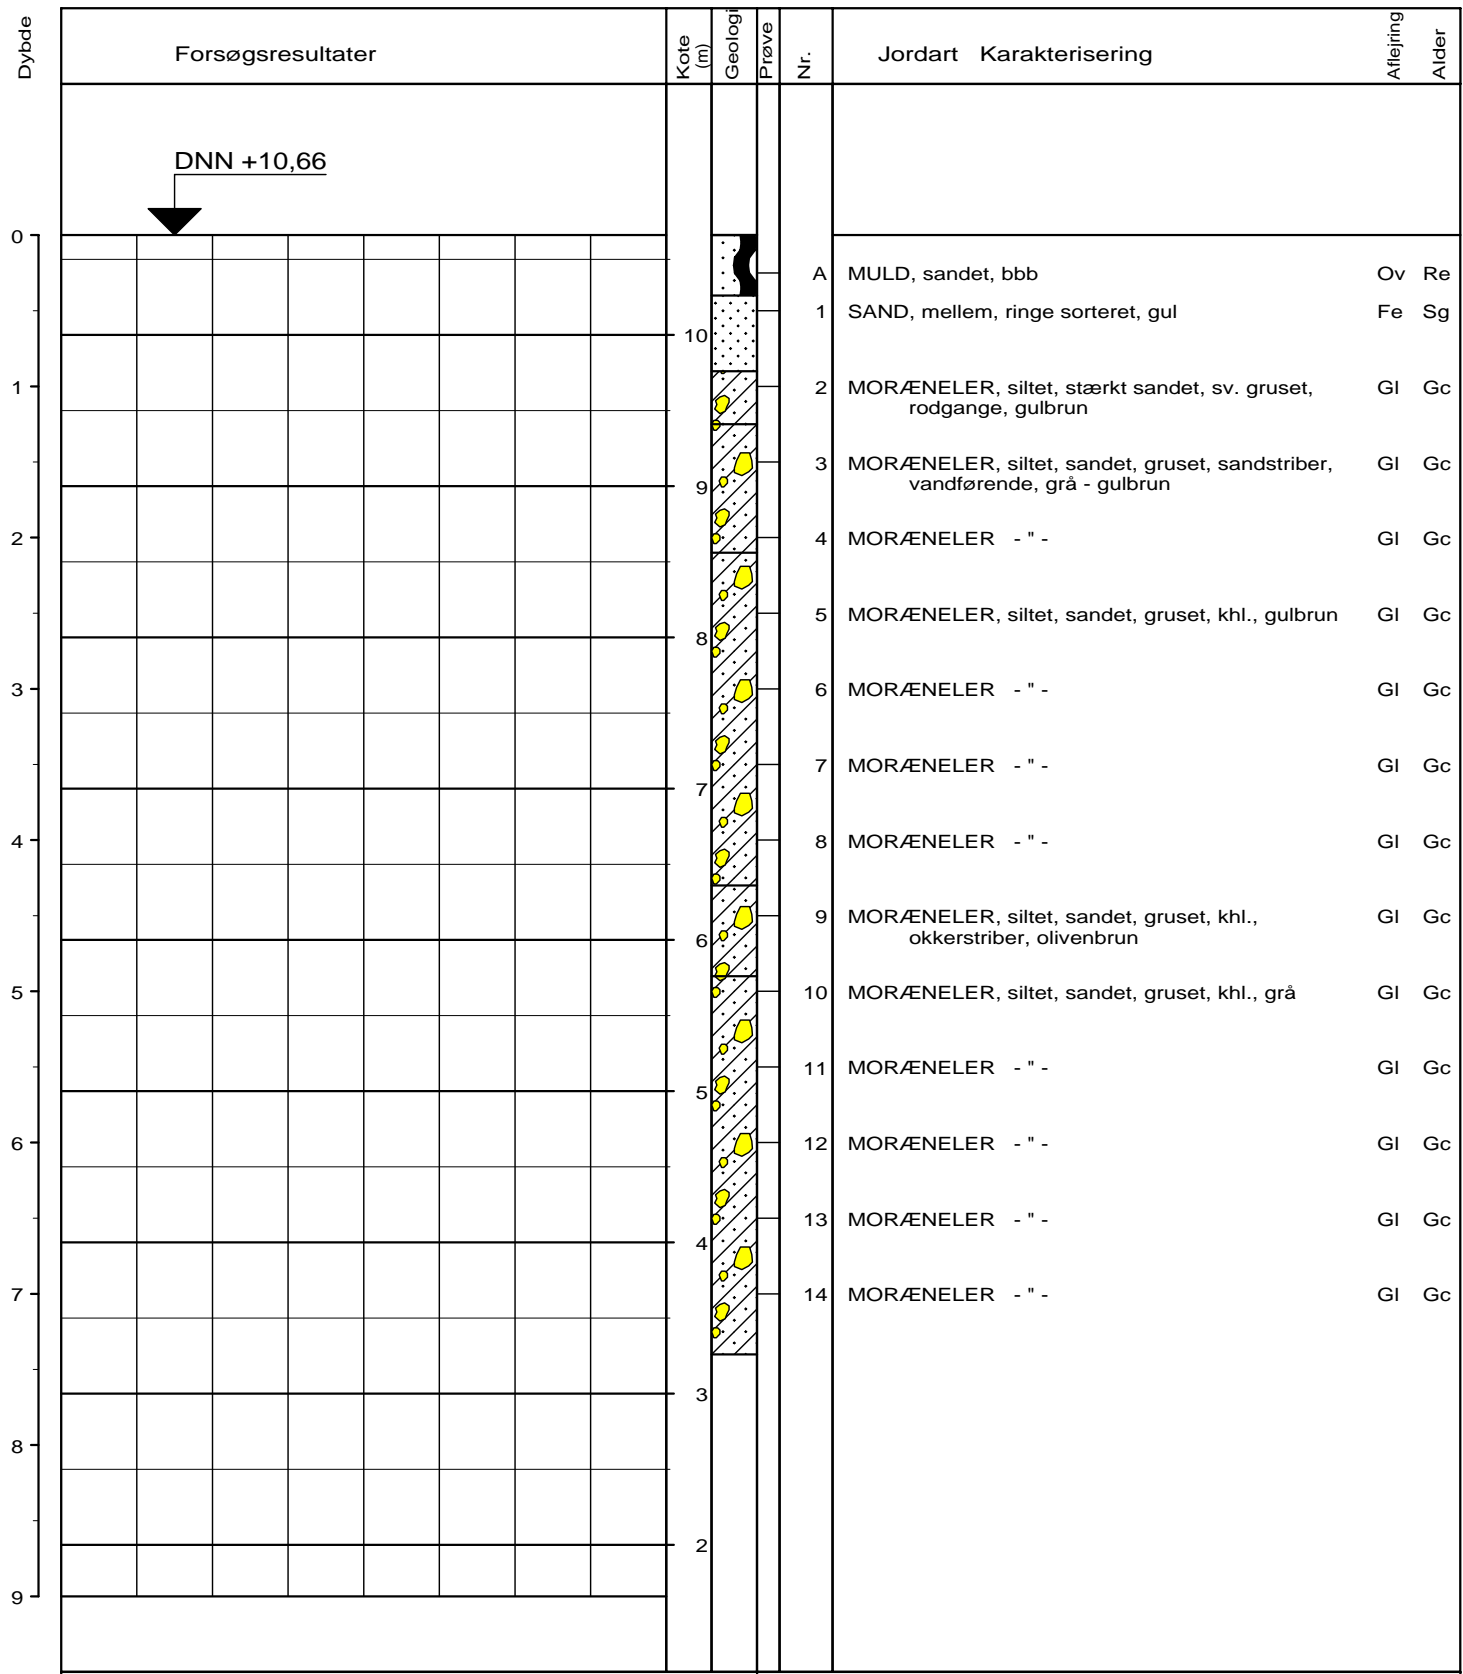 Dybde
Forsøgsresultater
Kote (m)
Geologi
Prøve
Nr.
Jordart Karakterisering
Aflejring
Alder
DNN +10,66
0
A MULD, sandet, bbb Ov Re
1 SAND, mellem, ringe sorteret, gul Fe Sg
10
1
2 MORÆNELER, siltet, stærkt sandet, sv. gruset, Gl Gc
rodgange, gulbrun
3 MORÆNELER, siltet, sandet, gruset, sandstriber, Gl Gc
vandførende, grå - gulbrun
9
2
4 MORÆNELER - " - Gl Gc
5 MORÆNELER, siltet, sandet, gruset, khl., gulbrun Gl Gc
8
3
6 MORÆNELER - " - Gl Gc
7 MORÆNELER - " - Gl Gc
7
4
8 MORÆNELER - " - Gl Gc
9 MORÆNELER, siltet, sandet, gruset, khl., Gl Gc
okkerstriber, olivenbrun
6
5
10 MORÆNELER, siltet, sandet, gruset, khl., grå Gl Gc
11 MORÆNELER - " - Gl Gc
5
6
12 MORÆNELER - " - Gl Gc
13 MORÆNELER - " - Gl Gc
4
7
14 MORÆNELER - " - Gl Gc
3
8
2
9